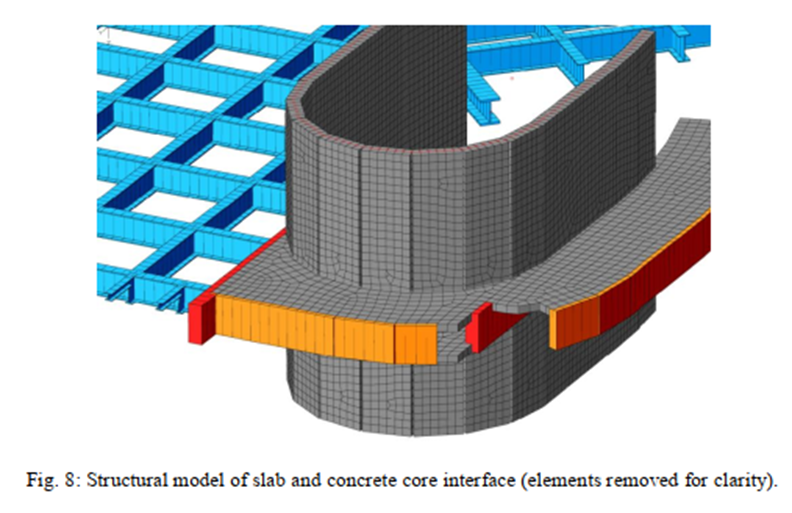 Fig. 8: Structural model of slab and concrete core interface (elements removed for clarity).